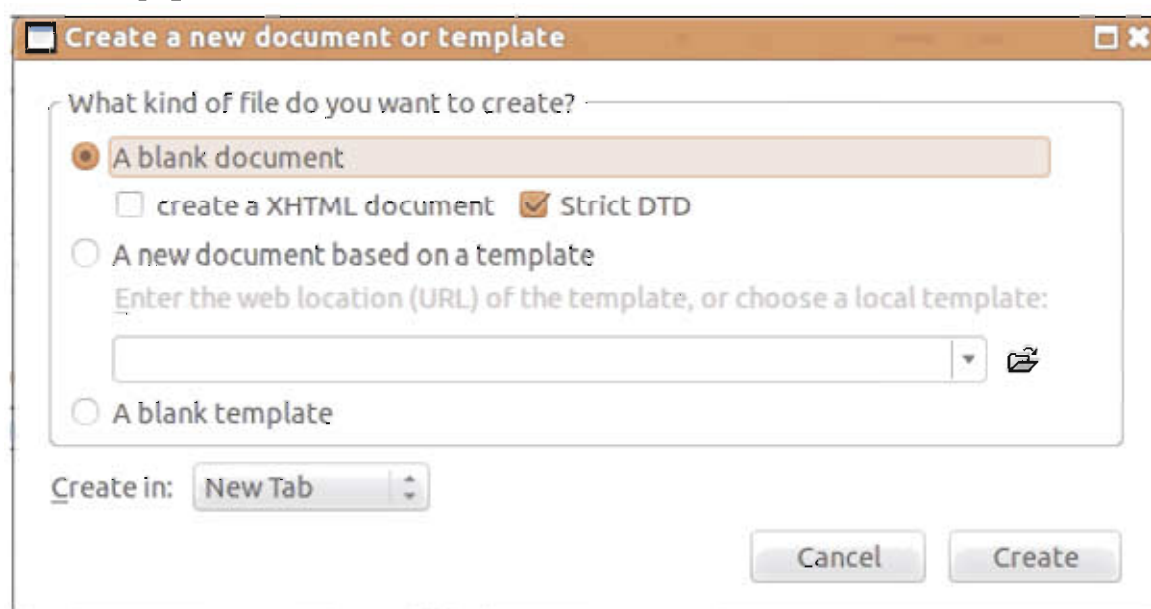 Create a new document or template
What kind of file do you want to create?
A blank document
create a XHTML document Strict DTD
A new document based on a template
Enter the web location (URL) of the template, or choose a local template:
A blank template
Create in: New Tab
Cancel Create